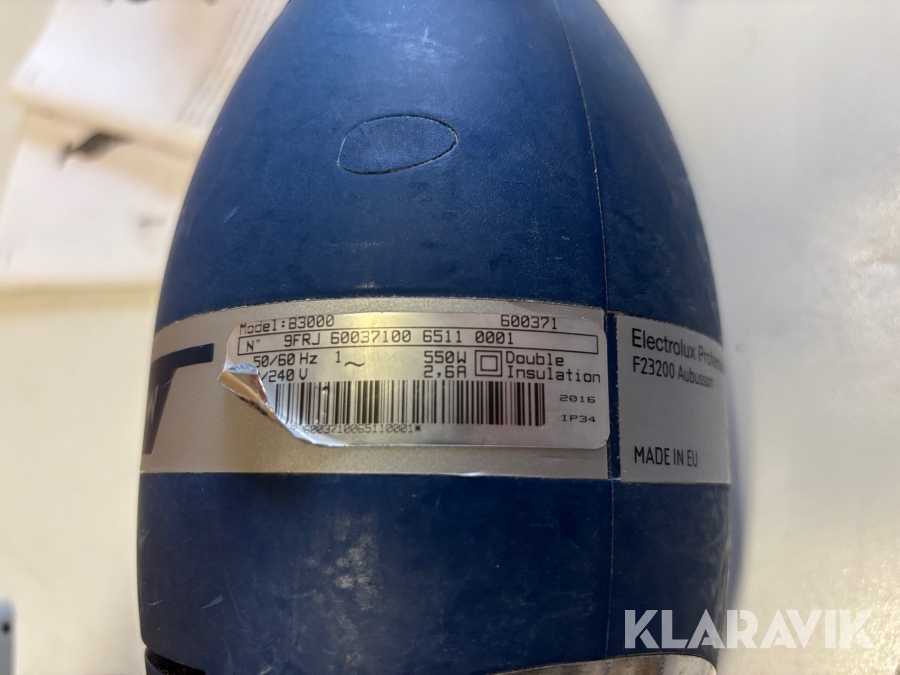 Model:B3000 600371
N° 9FRJ 60037100 6511 0001
50/60 Hz 1~ 550W Double
/240 V 2,6A Insulation
2016
IP34
6003710065110001*
Electrolux
F23200 Aubusson
MADE IN EU
KLARAVIK